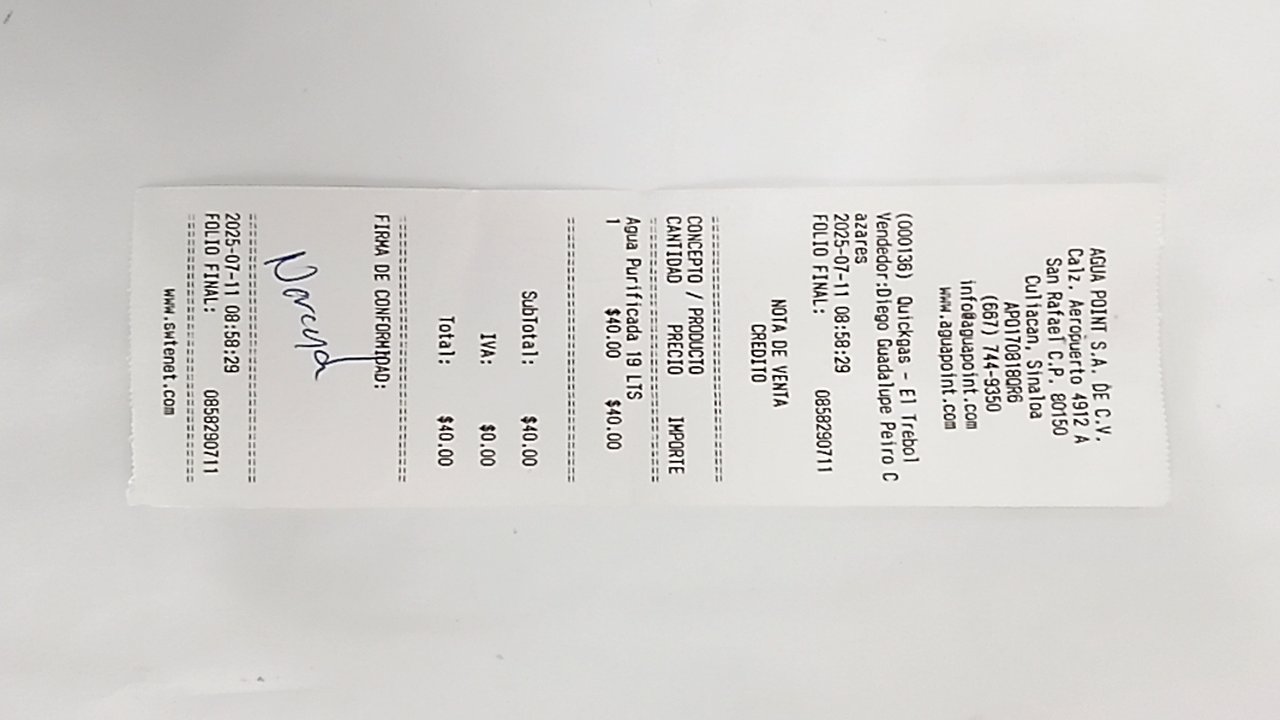 AGUA POINT S.A. DE C.V.
Calz. Aeropuerto 4912 A
San Rafael C.P. 80150
Culiacan, Sinaloa
APO170818QR6
(667) 744-9350
info@aguapoint.com
www.aguapoint.com
(000136) Quickgas - El Trebol
Vendedor:Diego Guadalupe Peiro C
azares
2025-07-11 08:58:29
FOLIO FINAL: 0858290711
NOTA DE VENTA
CREDITO
CONCEPTO / PRODUCTO
CANTIDAD PRECIO IMPORTE
Agua Purificada 19 LTS
1 $40.00 $40.00
SubTotal: $40.00
IVA: $0.00
Total: $40.00
FIRMA DE CONFORMIDAD:
2025-07-11 08:58:29
FOLIO FINAL: 0858290711
www.swtenet.com